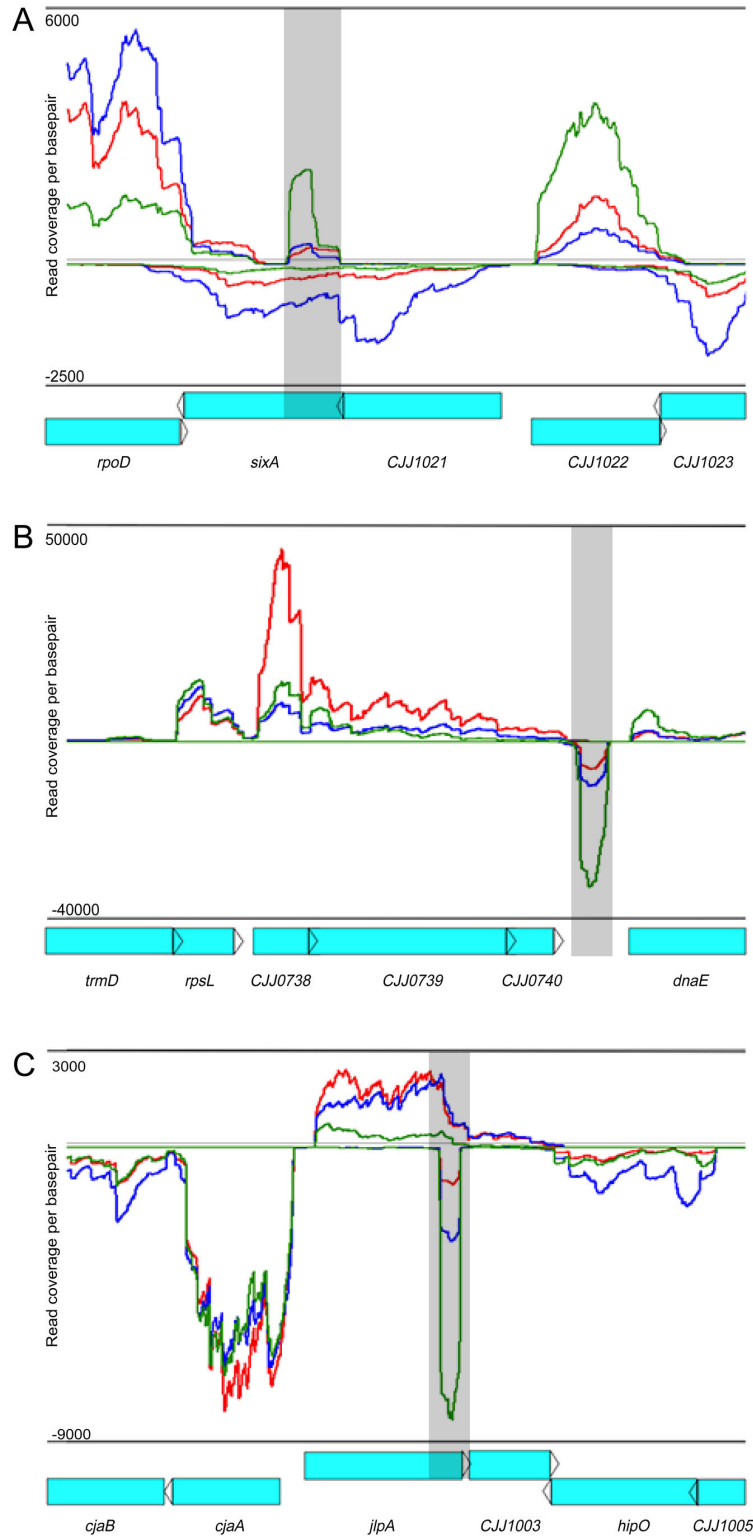 A
6000
Read coverage per basepair
-2500
rpoD sixA CJJ1021 CJJ1022 CJJ1023
B
50000
Read coverage per basepair
-40000
trmD rpsL CJJ0738 CJJ0739 CJJ0740 dnaE
C
3000
Read coverage per basepair
-9000
cjaB cjaA jlpA CJJ1003 hipO CJJ1005